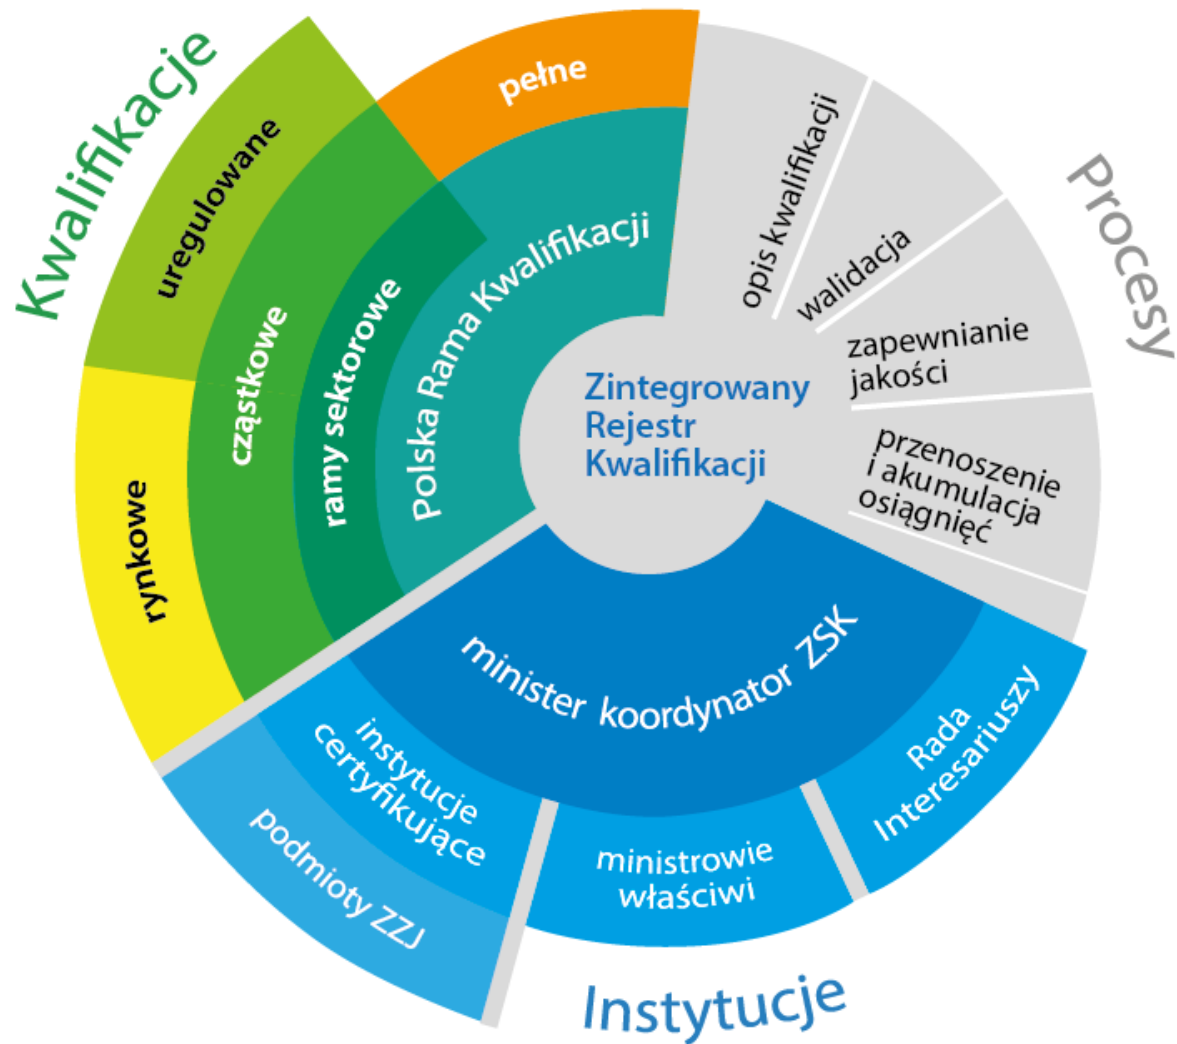 Kwalifikacje
pełne
uregulowane
cząstkowe
ramy sektorowe
Polska Rama Kwalifikacji
rynkowe
Procesy
opis kwalifikacji
walidacja
zapewnianie
jakości
przenoszenie
i akumulacja
osiągnięć
Zintegrowany
Rejestr
Kwalifikacji
minister koordynator ZSK
instytucje
certyfikujące
podmioty ZZJ
ministrowie
właściwi
Rada
Interesariuszy
Instytucje